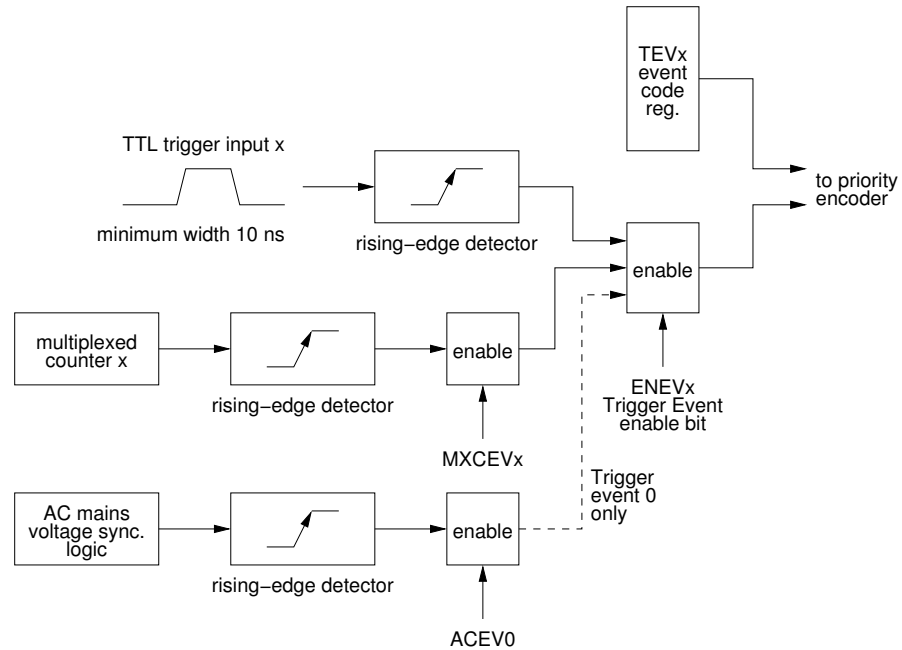 TEVx
event
code
reg.
TTL trigger input x
minimum width 10 ns
rising−edge detector
to priority
encoder
enable
multiplexed
counter x
rising−edge detector
enable
MXCEVx
ENEVx
Trigger Event
enable bit
Trigger
event 0
only
AC mains
voltage sync.
logic
rising−edge detector
enable
ACEV0